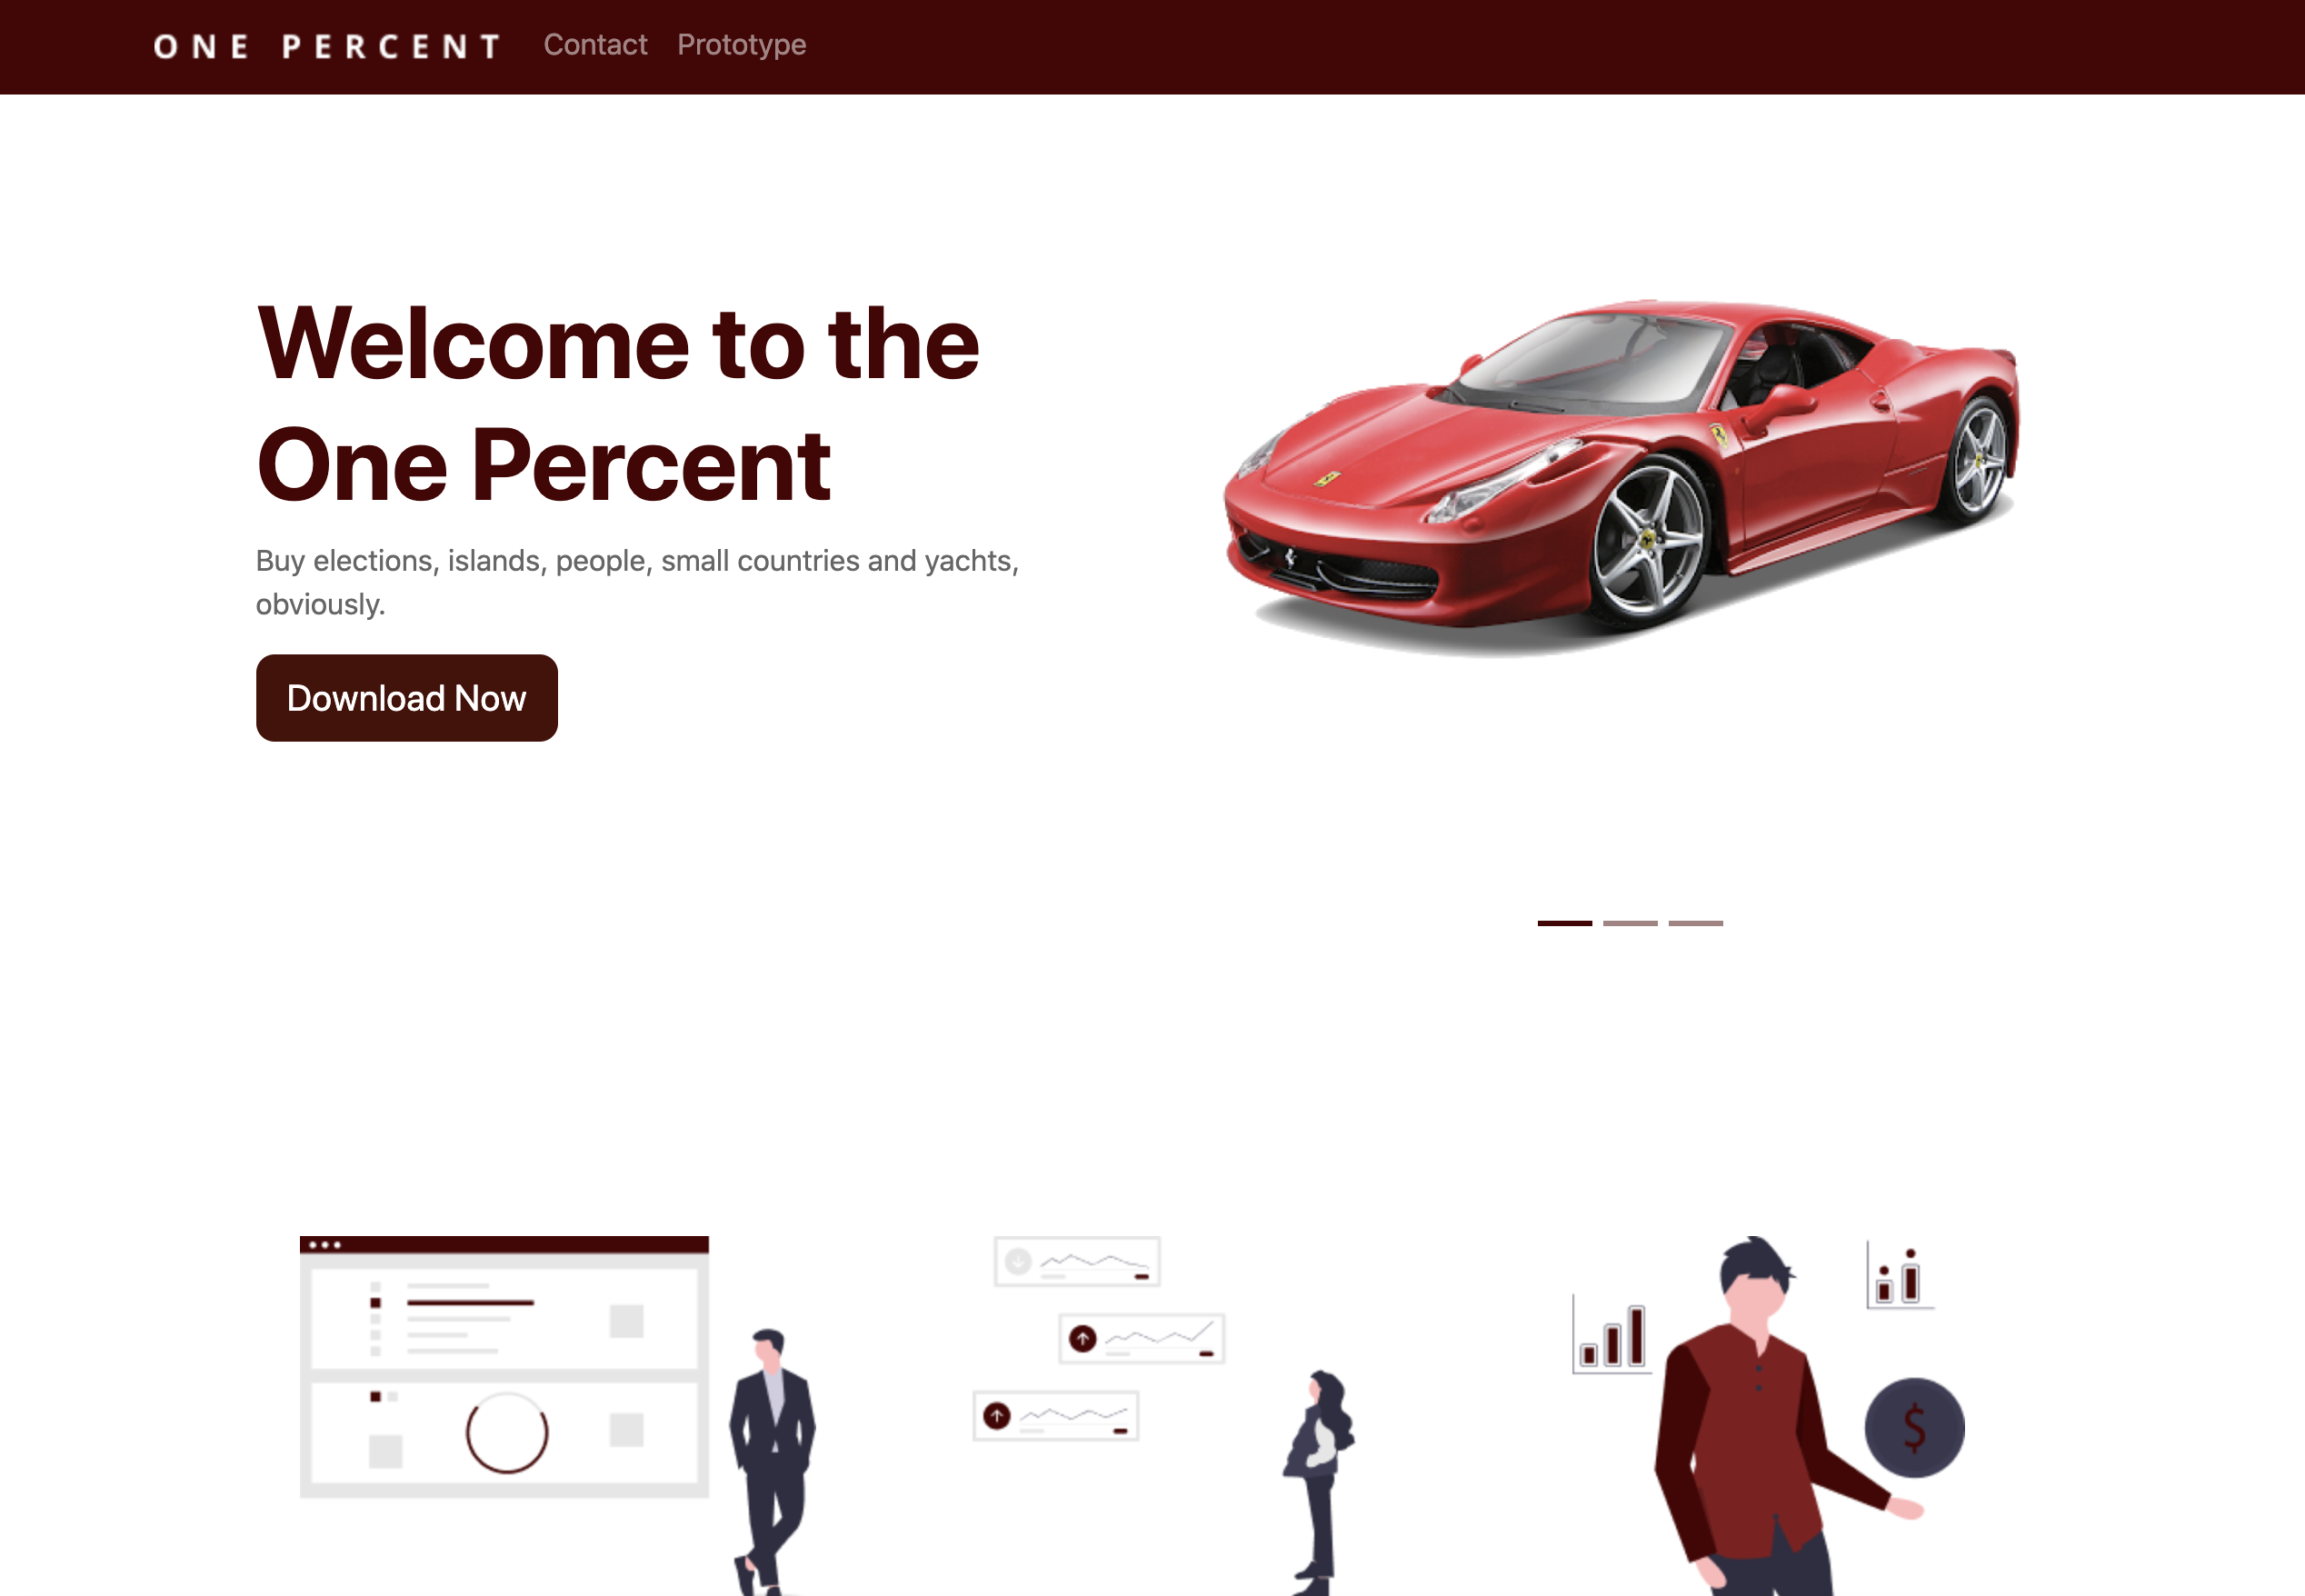 ONE PERCENT Contact Prototype
Welcome to the
One Percent
Buy elections, islands, people, small countries and yachts,
obviously.
Download Now
$